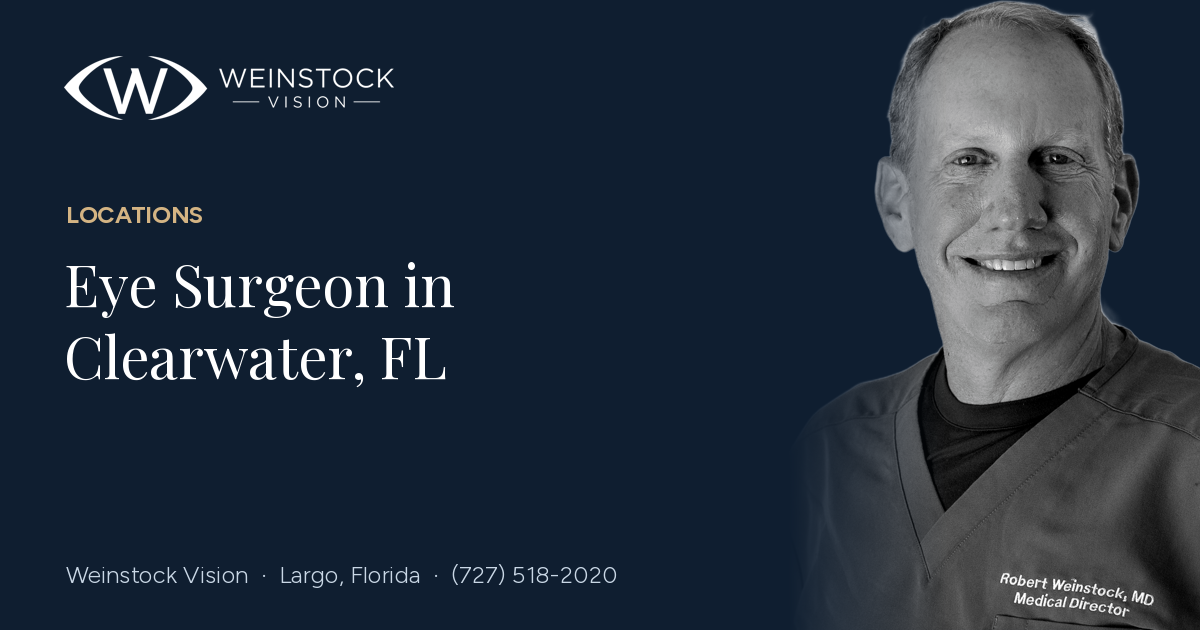 W
WEINSTOCK
VISION
LOCATIONS
Eye Surgeon in
Clearwater, FL
Weinstock Vision · Largo, Florida · (727) 518-2020
Robert Weinstock, MD
Medical Director